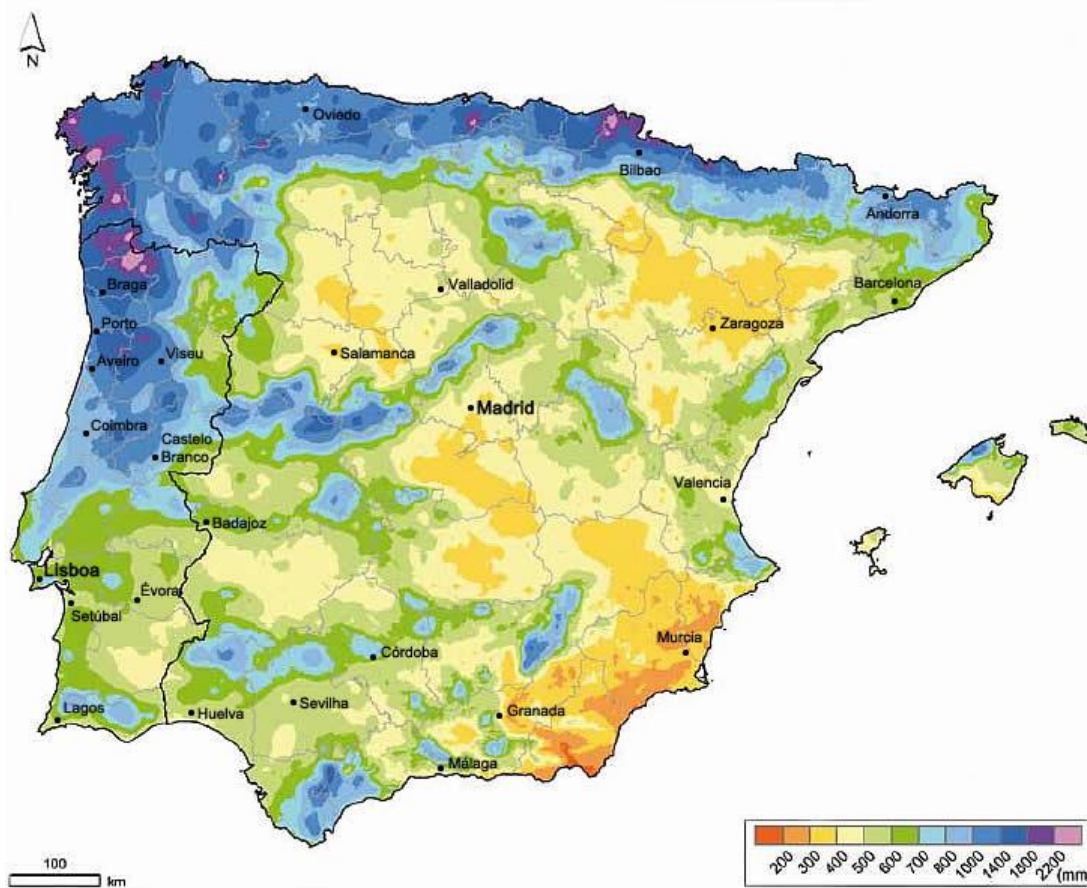 N
Oviedo
Bilbao
Andorra
Braga
Valladolid
Barcelona
Porto
Zaragoza
Aveiro
Viseu
Salamanca
Madrid
Coimbra
Castelo
Branco
Valencia
Badajoz
Lisboa
Évora
Setúbal
Murcia
Córdoba
Lagos
Huelva
Sevilha
Granada
Málaga
200 300 400 500 600 700 800 1000 1400 1800 2200 (mm)
100
km